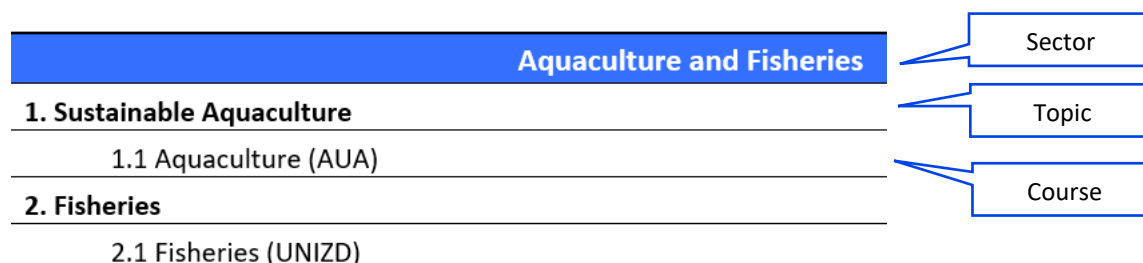 Aquaculture and Fisheries
Sector
1. Sustainable Aquaculture
Topic
1.1 Aquaculture (AUA)
Course
2. Fisheries
2.1 Fisheries (UNIZD)